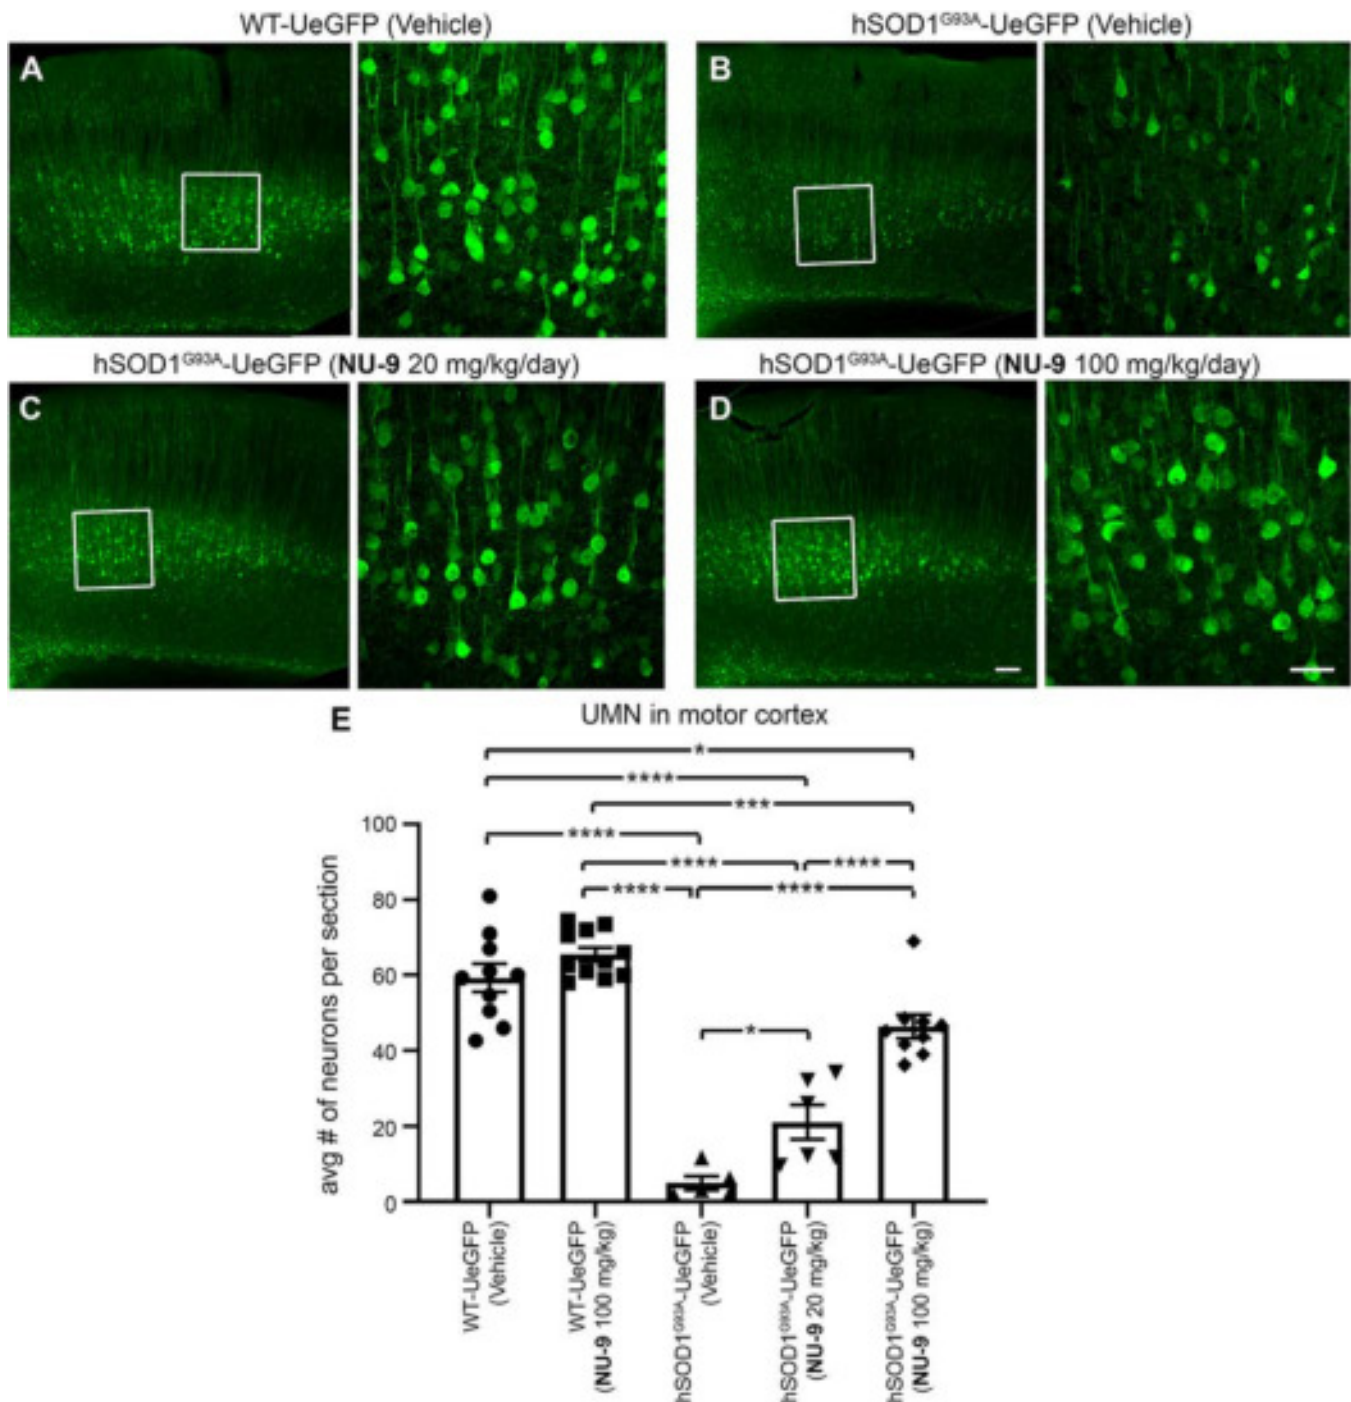 WT-UeGFP (Vehicle)
hSOD1G93A-UeGFP (Vehicle)
A
B
hSOD1G93A-UeGFP (NU-9 20 mg/kg/day)
hSOD1G93A-UeGFP (NU-9 100 mg/kg/day)
C
D
E
UMN in motor cortex
*
****
***
****
****
****
****
****
*
avg # of neurons per section
100
80
60
40
20
0
WT-UeGFP
(Vehicle)
WT-UeGFP
(NU-9 100 mg/kg)
hSOD1G93A-UeGFP
(Vehicle)
hSOD1G93A-UeGFP
(NU-9 20 mg/kg)
hSOD1G93A-UeGFP
(NU-9 100 mg/kg)